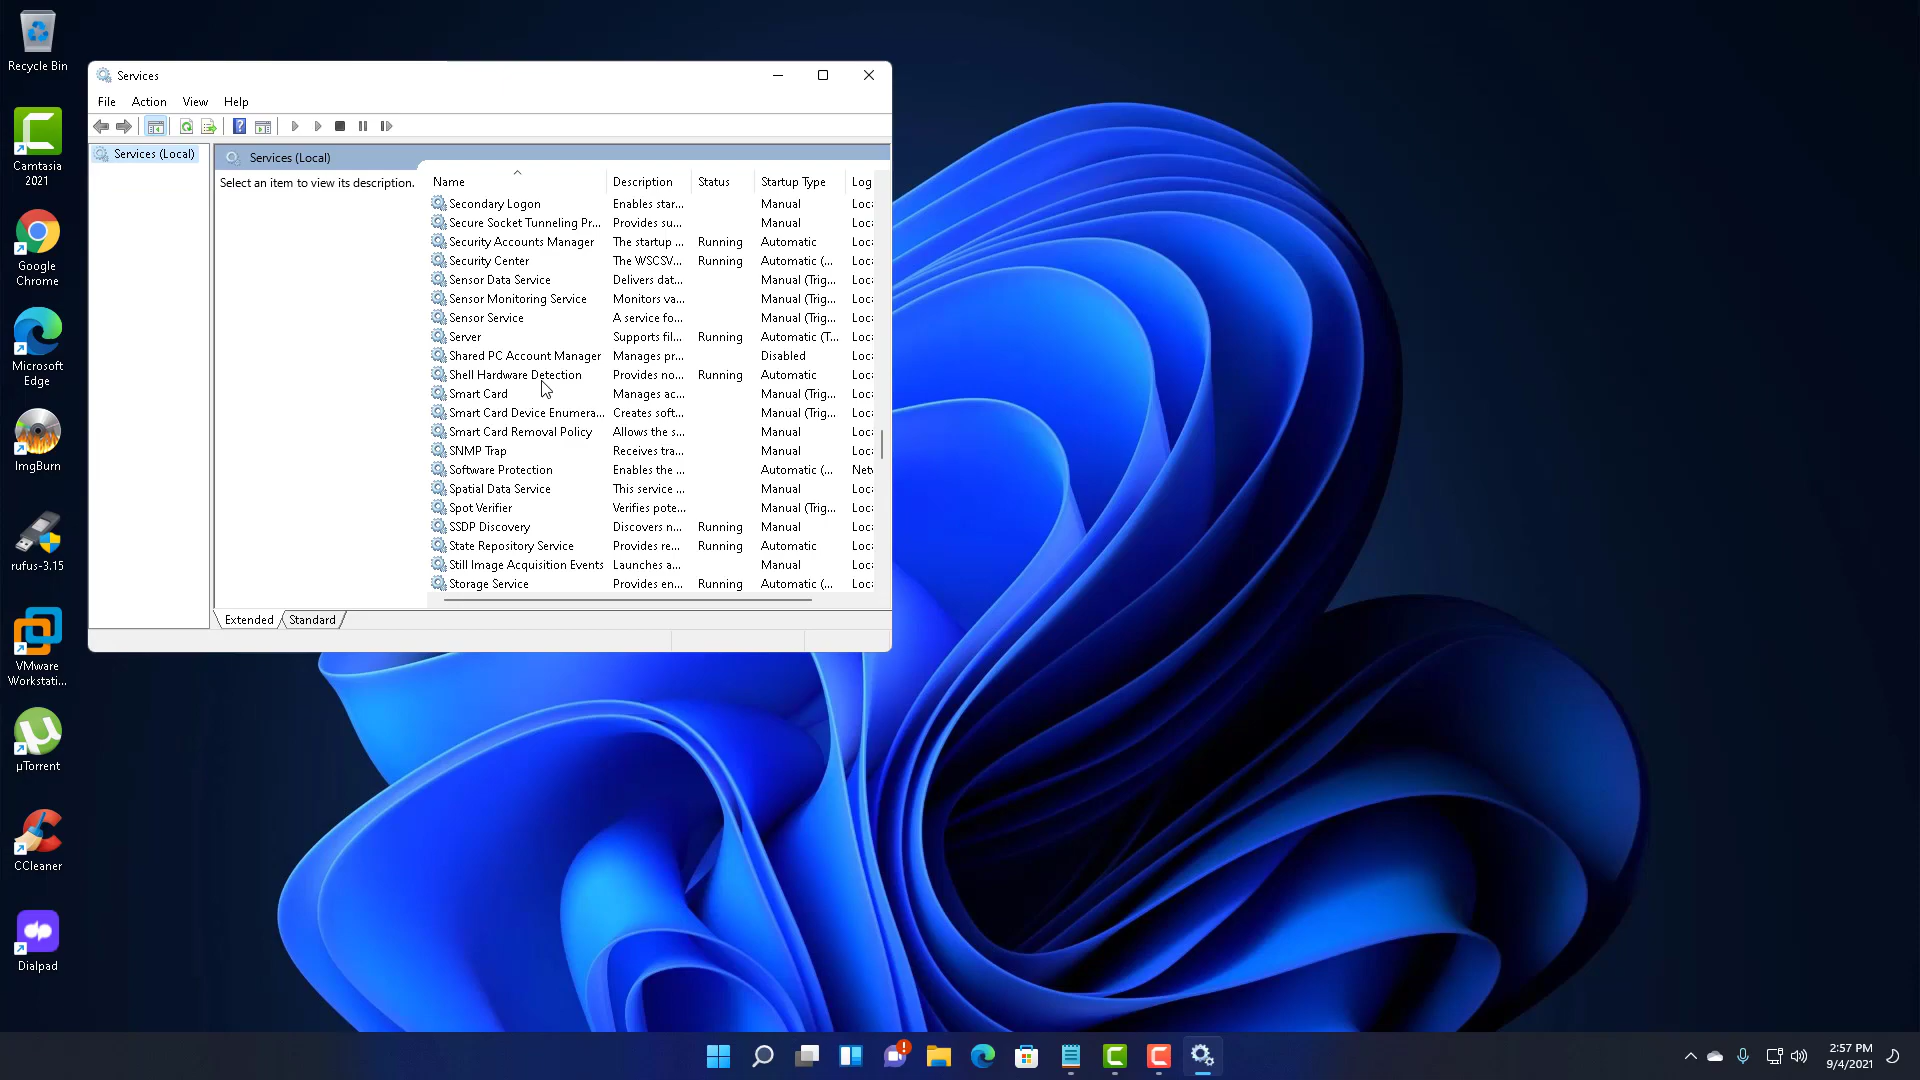 Recycle Bin
Camtasia
2021
Google
Chrome
Microsoft
Edge
ImgBurn
rufus-3.15
VMware
Workstati...
µTorrent
CCleaner
Dialpad
Services
File Action View Help
Services (Local)
Services (Local)
Select an item to view its description.
Name Description Status Startup Type Log
Secondary Logon Enables star... Manual Loc
Secure Socket Tunneling Pr... Provides su... Manual Loc
Security Accounts Manager The startup ... Running Automatic Loc
Security Center The WSCSV... Running Automatic (... Loc
Sensor Data Service Delivers dat... Manual (Trig... Loc
Sensor Monitoring Service Monitors va... Manual (Trig... Loc
Sensor Service A service fo... Manual (Trig... Loc
Server Supports fil... Running Automatic (T... Loc
Shared PC Account Manager Manages pr... Disabled Loc
Shell Hardware Detection Provides no... Running Automatic Loc
Smart Card Manages ac... Manual (Trig... Loc
Smart Card Device Enumera... Creates soft... Manual (Trig... Loc
Smart Card Removal Policy Allows the s... Manual Loc
SNMP Trap Receives tra... Manual Loc
Software Protection Enables the ... Automatic (... Net
Spatial Data Service This service ... Manual Loc
Spot Verifier Verifies pote... Manual (Trig... Loc
SSDP Discovery Discovers n... Running Manual Loc
State Repository Service Provides re... Running Automatic Loc
Still Image Acquisition Events Launches a... Manual Loc
Storage Service Provides en... Running Automatic (... Loc
Extended Standard
2:57 PM
9/4/2021